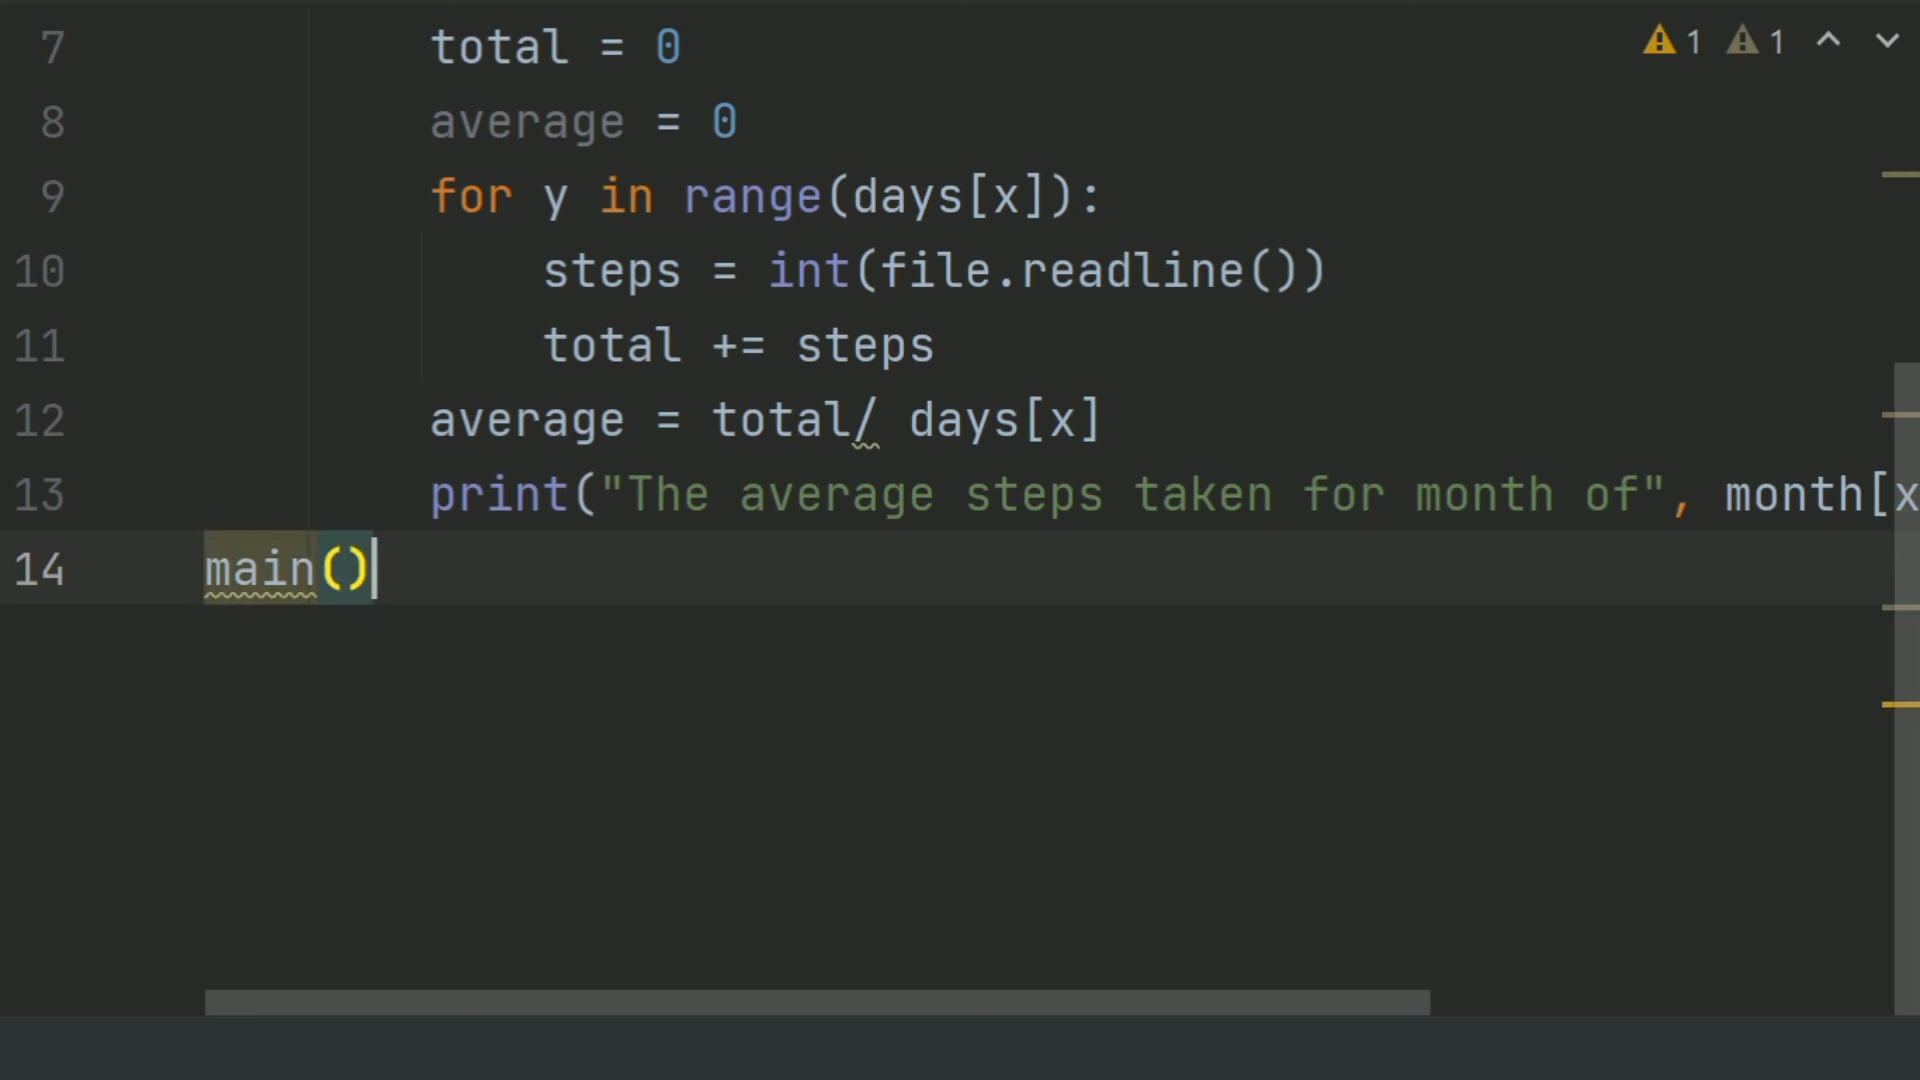 1 1
7 total = 0
8 average = 0
9 for y in range(days[x]):
10 steps = int(file.readline())
11 total += steps
12 average = total/ days[x]
13 print("The average steps taken for month of", month[x
14 main()